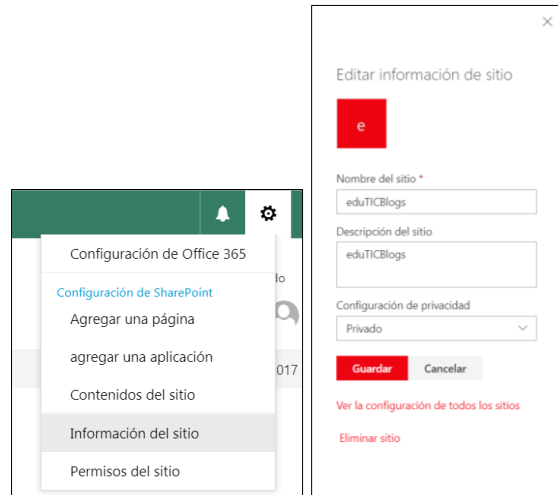 Configuración de Office 365
do
Configuración de SharePoint
Agregar una página
agregar una aplicación
017
Contenidos del sitio
Información del sitio
Permisos del sitio
Editar información de sitio
e
Nombre del sitio *
eduTICBlogs
Descripción del sitio
eduTICBlogs
Configuración de privacidad
Privado
Guardar Cancelar
Ver la configuración de todos los sitios
Eliminar sitio